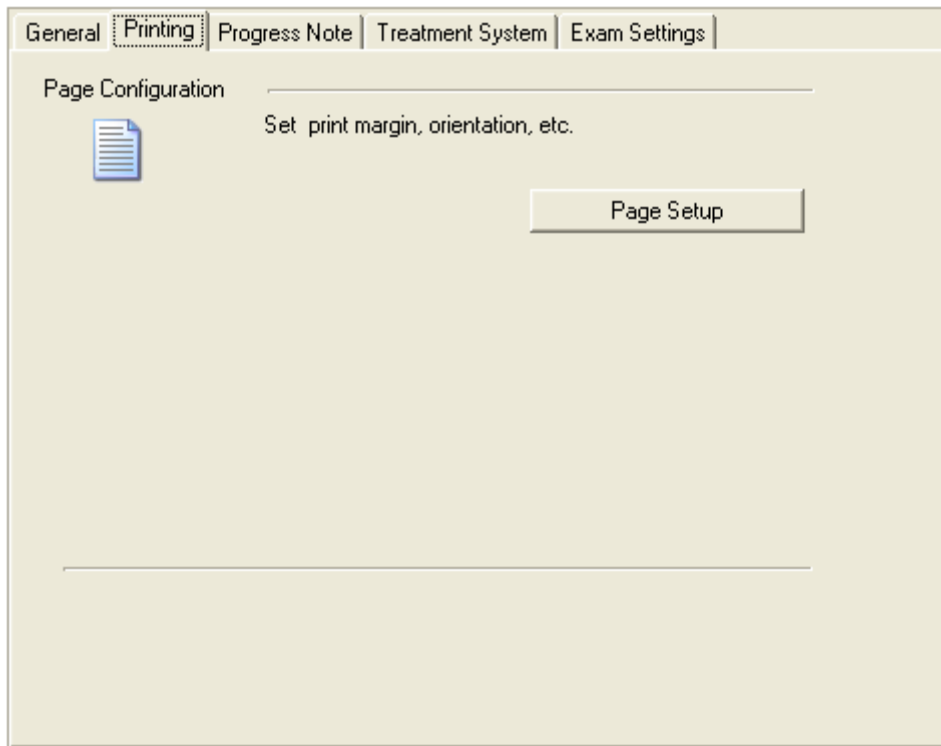 General Printing Progress Note Treatment System Exam Settings
Page Configuration
Set print margin, orientation, etc.
Page Setup